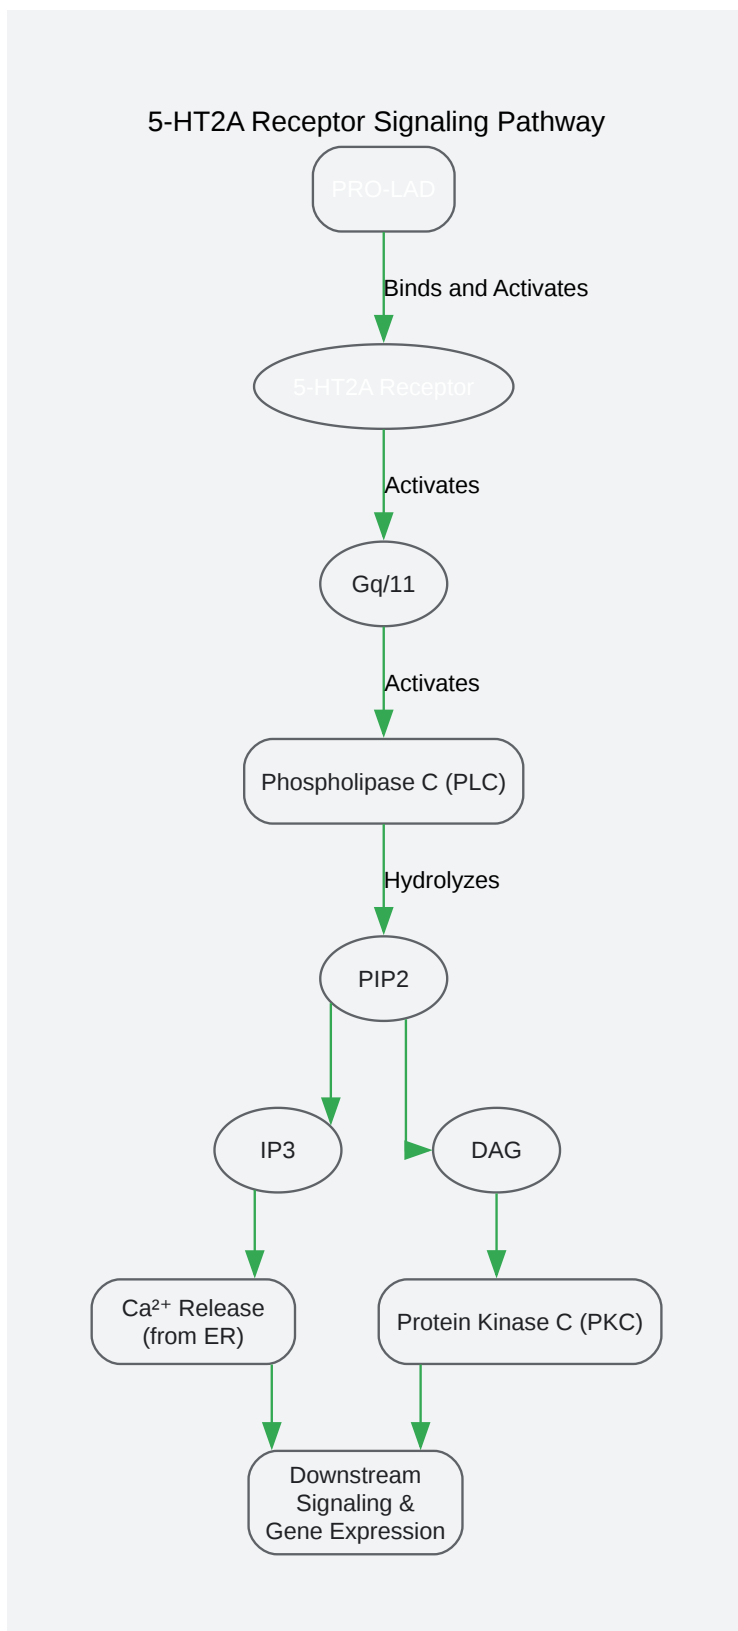 5-HT2A Receptor Signaling Pathway
PRO-LAD
Binds and Activates
5-HT2A Receptor
Activates
Gq/11
Activates
Phospholipase C (PLC)
Hydrolyzes
PIP2
IP3
DAG
Ca²⁺ Release
(from ER)
Protein Kinase C (PKC)
Downstream
Signaling &
Gene Expression